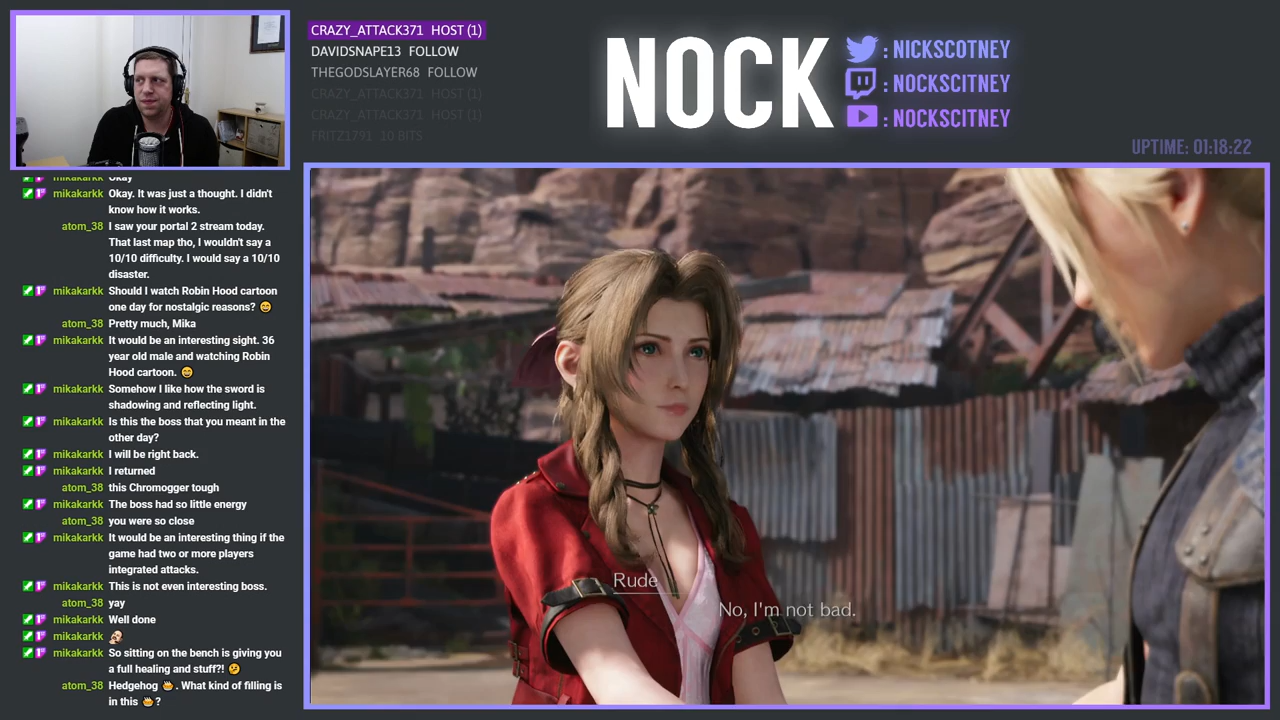 CRAZY_ATTACK371 HOST (1)
DAVIDSNAPE13 FOLLOW
THEGODSLAYER68 FOLLOW
CRAZY_ATTACK371 HOST (1)
CRAZY_ATTACK371 HOST (1)
FRITZ1791 10 BITS
NOCK
: NICKSCOTNEY
: NOCKSCITNEY
: NOCKSCITNEY
UPTIME: 01:18:22
mikakarkk Okay
mikakarkk Okay. It was just a thought. I didn't
know how it works.
atom_38 I saw your portal 2 stream today.
That last map tho, I wouldn't say a
10/10 difficulty. I would say a 10/10
disaster.
mikakarkk Should I watch Robin Hood cartoon
one day for nostalgic reasons? 😄
atom_38 Pretty much, Mika
mikakarkk It would be an interesting sight. 36
year old male and watching Robin
Hood cartoon. 😄
mikakarkk Somehow I like how the sword is
shadowing and reflecting light.
mikakarkk Is this the boss that you meant in the
other day?
mikakarkk I will be right back.
mikakarkk I returned
atom_38 this Chromogger tough
mikakarkk The boss had so little energy
atom_38 you were so close
mikakarkk It would be an interesting thing if the
game had two or more players
integrated attacks.
mikakarkk This is not even interesting boss.
atom_38 yay
mikakarkk Well done
mikakarkk
mikakarkk So sitting on the bench is giving you
a full healing and stuff?! 🤔
atom_38 Hedgehog . What kind of filling is
in this ?
Rude
No, I'm not bad.